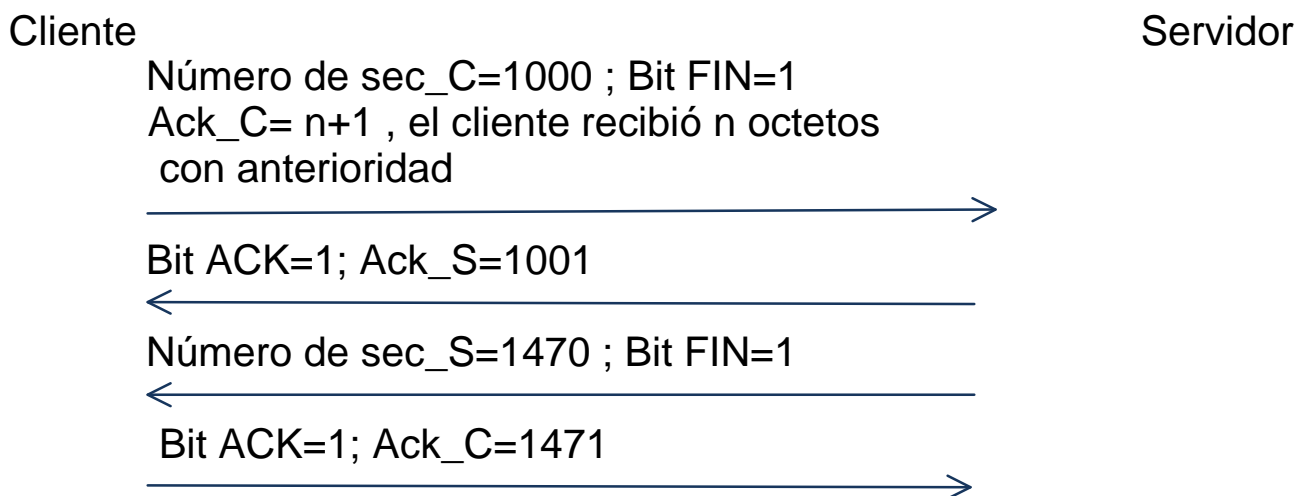 Cliente Servidor
Número de sec_C=1000 ; Bit FIN=1
Ack_C= n+1 , el cliente recibió n octetos
con anterioridad
Bit ACK=1; Ack_S=1001
Número de sec_S=1470 ; Bit FIN=1
Bit ACK=1; Ack_C=1471